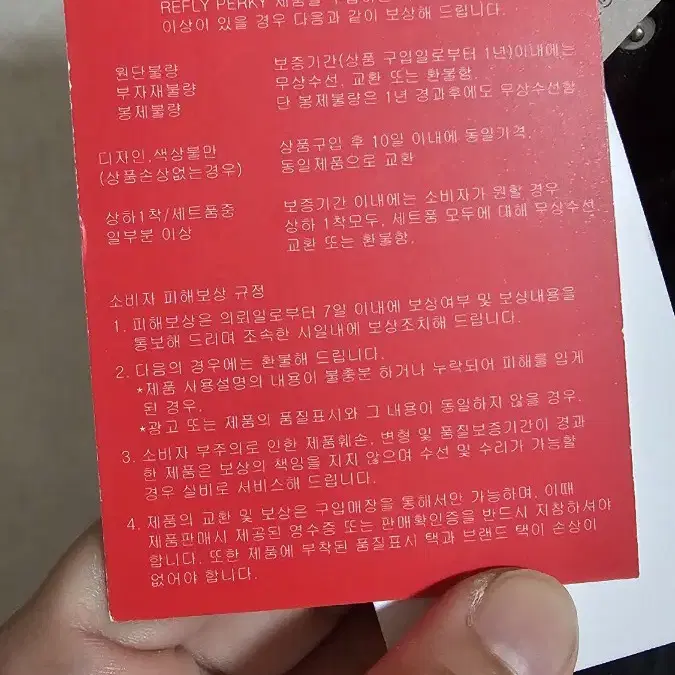 REFLY PERKY 제품을
이상이 있을 경우 다음과 같이 보상해 드립니다.
원단불량
부자재불량
봉제불량
보증기간(상품 구입일로부터 1년)이내에는
무상수선, 교환 또는 환불함.
단 봉제불량은 1년 경과후에도 무상수선함
디자인.색상불만
(상품손상없는경우)
상품구입 후 10일 이내에 동일가격,
동일제품으로 교환
상하1착/세트품중
일부분 이상
보증기간 이내에는 소비자가 원할 경우
상하 1착모두, 세트품 모두에 대해 무상수선
교환 또는 환불함.
소비자 피해보상 규정
1. 피해보상은 의뢰일로부터 7일 이내에 보상여부 및 보상내용을
통보해 드리며 조속한 시일내에 보상조치해 드립니다.
2. 다음의 경우에는 환불해 드립니다.
*제품 사용설명의 내용이 불충분 하거나 누락되어 피해를 입게
된 경우.
*광고 또는 제품의 품질표시와 그 내용이 동일하지 않을 경우.
3. 소비자 부주의로 인한 제품훼손, 변형 및 품질보증기간이 경과
한 제품은 보상의 책임을 지지 않으며 수선 및 수리가 가능할
경우 실비로 서비스해 드립니다.
4. 제품의 교환 및 보상은 구입매장을 통해서만 가능하며, 이때
제품판매시 제공된 영수증 또는 판매확인증을 반드시 지참하셔야
합니다. 또한 제품에 부착된 품질표시 택과 브랜드 택이 손상이
없어야 합니다.